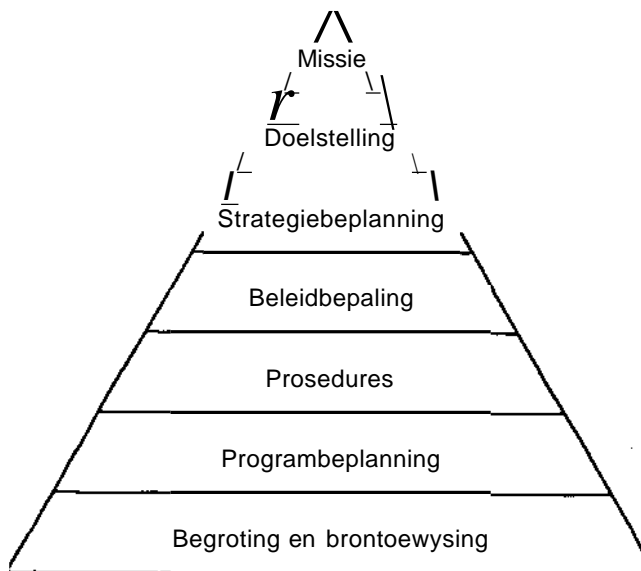 Missie
Doelstelling
Strategiebeplanning
Beleidbepaling
Prosedures
Programbeplanning
Begroting en brontoewysing